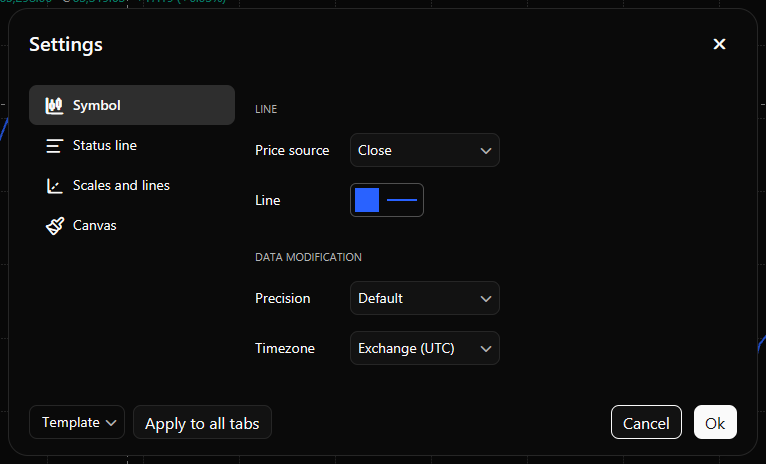 Settings
Symbol
Status line
Scales and lines
Canvas
LINE
Price source
Close
Line
DATA MODIFICATION
Precision
Default
Timezone
Exchange (UTC)
Template
Apply to all tabs
Cancel
Ok